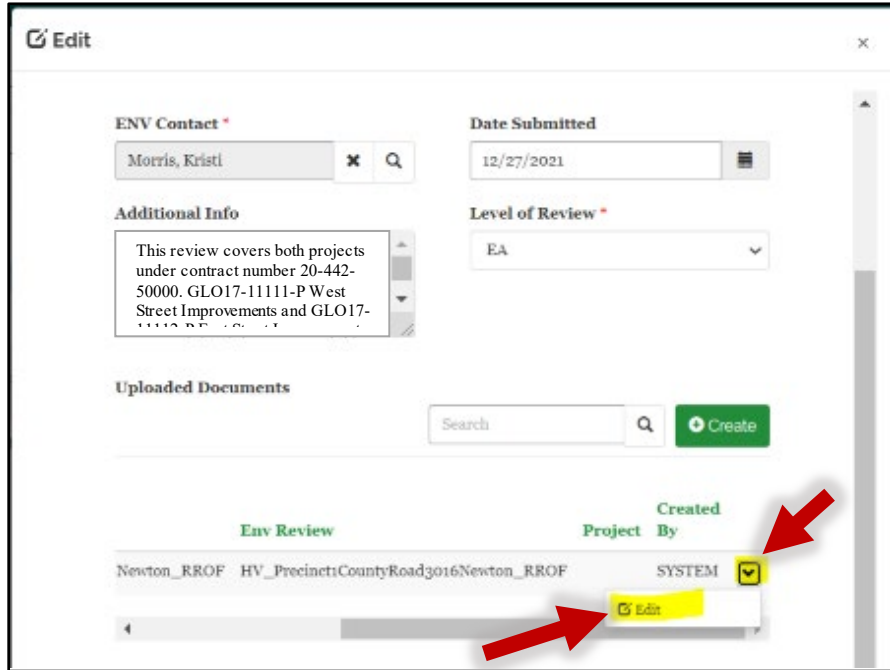 Edit
×
ENV Contact *
Date Submitted
Morris, Kristi
12/27/2021
Additional Info
Level of Review *
This review covers both projects
under contract number 20-442-
50000. GLO17-11111-P West
Street Improvements and GLO17-
EA
Uploaded Documents
Search
Create
Env Review
Project
Created
By
Newton_RROF
HV_Precinct1CountyRoad3016Newton_RROF
SYSTEM
Edit